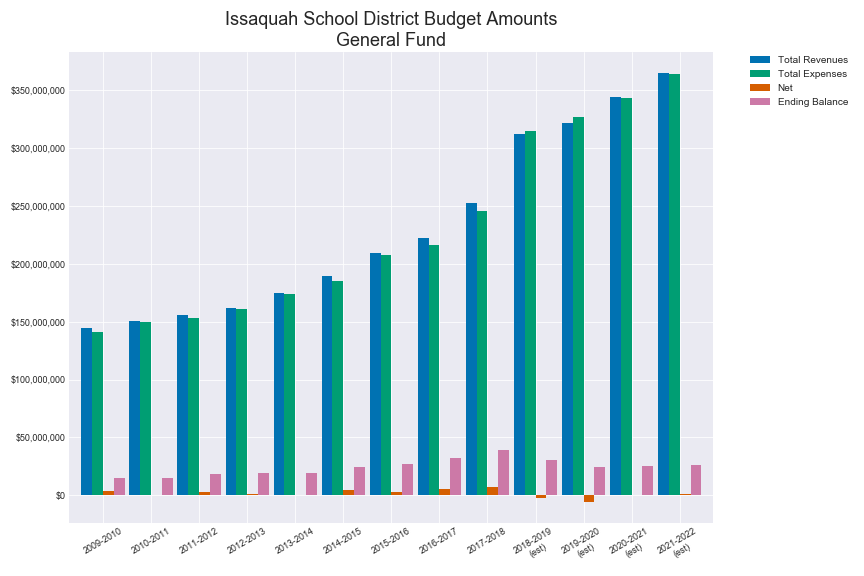 Issaquah School District Budget Amounts
General Fund
Total Revenues
Total Expenses
Net
Ending Balance
$350,000,000
$300,000,000
$250,000,000
$200,000,000
$150,000,000
$100,000,000
$50,000,000
$0
2009-2010
2010-2011
2011-2012
2012-2013
2013-2014
2014-2015
2015-2016
2016-2017
2017-2018
2018-2019
(est)
2019-2020
(est)
2020-2021
(est)
2021-2022
(est)